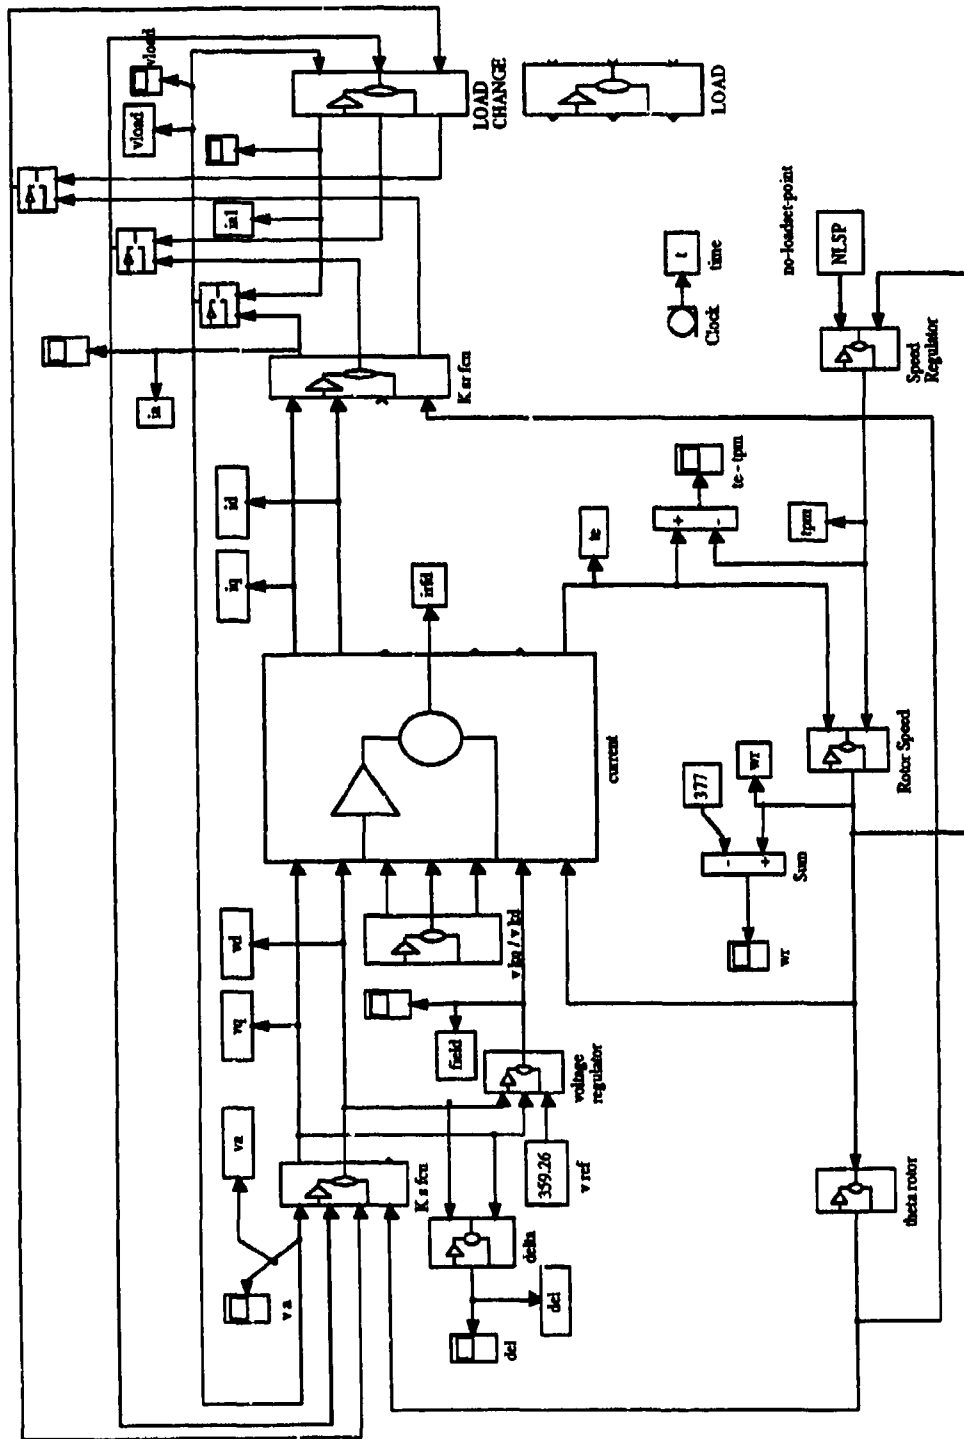 vload
vload
ia1
LOAD
CHANGE
LOAD
ia
K sr fcn
Clock
t
time
no-loadset-point
NLSP
Speed
Regulator
id
iq
irfd
te
te - tpm
+
-
tpm
current
Rotor Speed
377
wr
-
+
Sum
wr
vd
vq
v kq / v kd
field
voltage
regulator
359.26
v ref
va
v a
K s fcn
delta
del
del
theta rotor